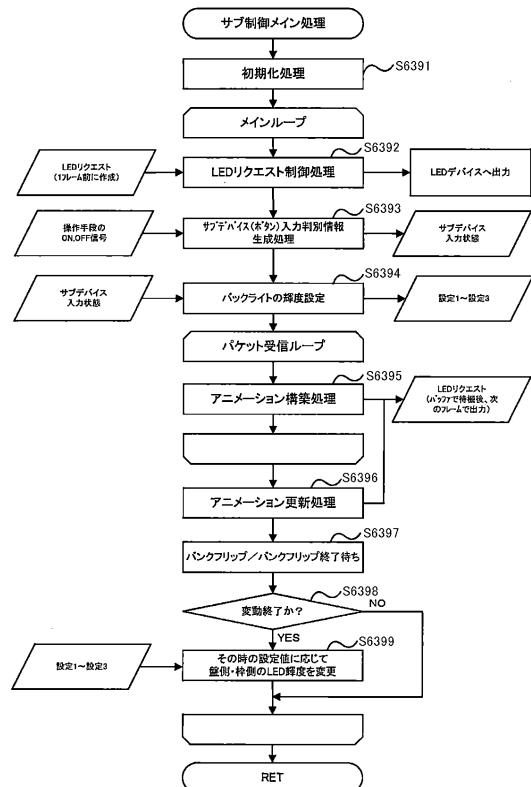 サブ制御メイン処理
初期化処理
S6391
メインループ
S6392
LEDリクエスト
(1フレーム前に作成)
LEDリクエスト制御処理
LEDデバイスへ出力
S6393
操作手段の
ON,OFF信号
サブデバイス(ボタン)入力判別情報
生成処理
サブデバイス
入力状態
S6394
サブデバイス
入力状態
バックライトの輝度設定
設定1～設定3
パケット受信ループ
S6395
アニメーション構築処理
LEDリクエスト
(バッファで待機後、次
のフレームで出力)
S6396
アニメーション更新処理
S6397
バンクフリップ／バンクフリップ終了待ち
S6398
変動終了か?
NO
YES
S6399
設定1～設定3
その時の設定値に応じて
盤側・枠側のLED輝度を変更
RET